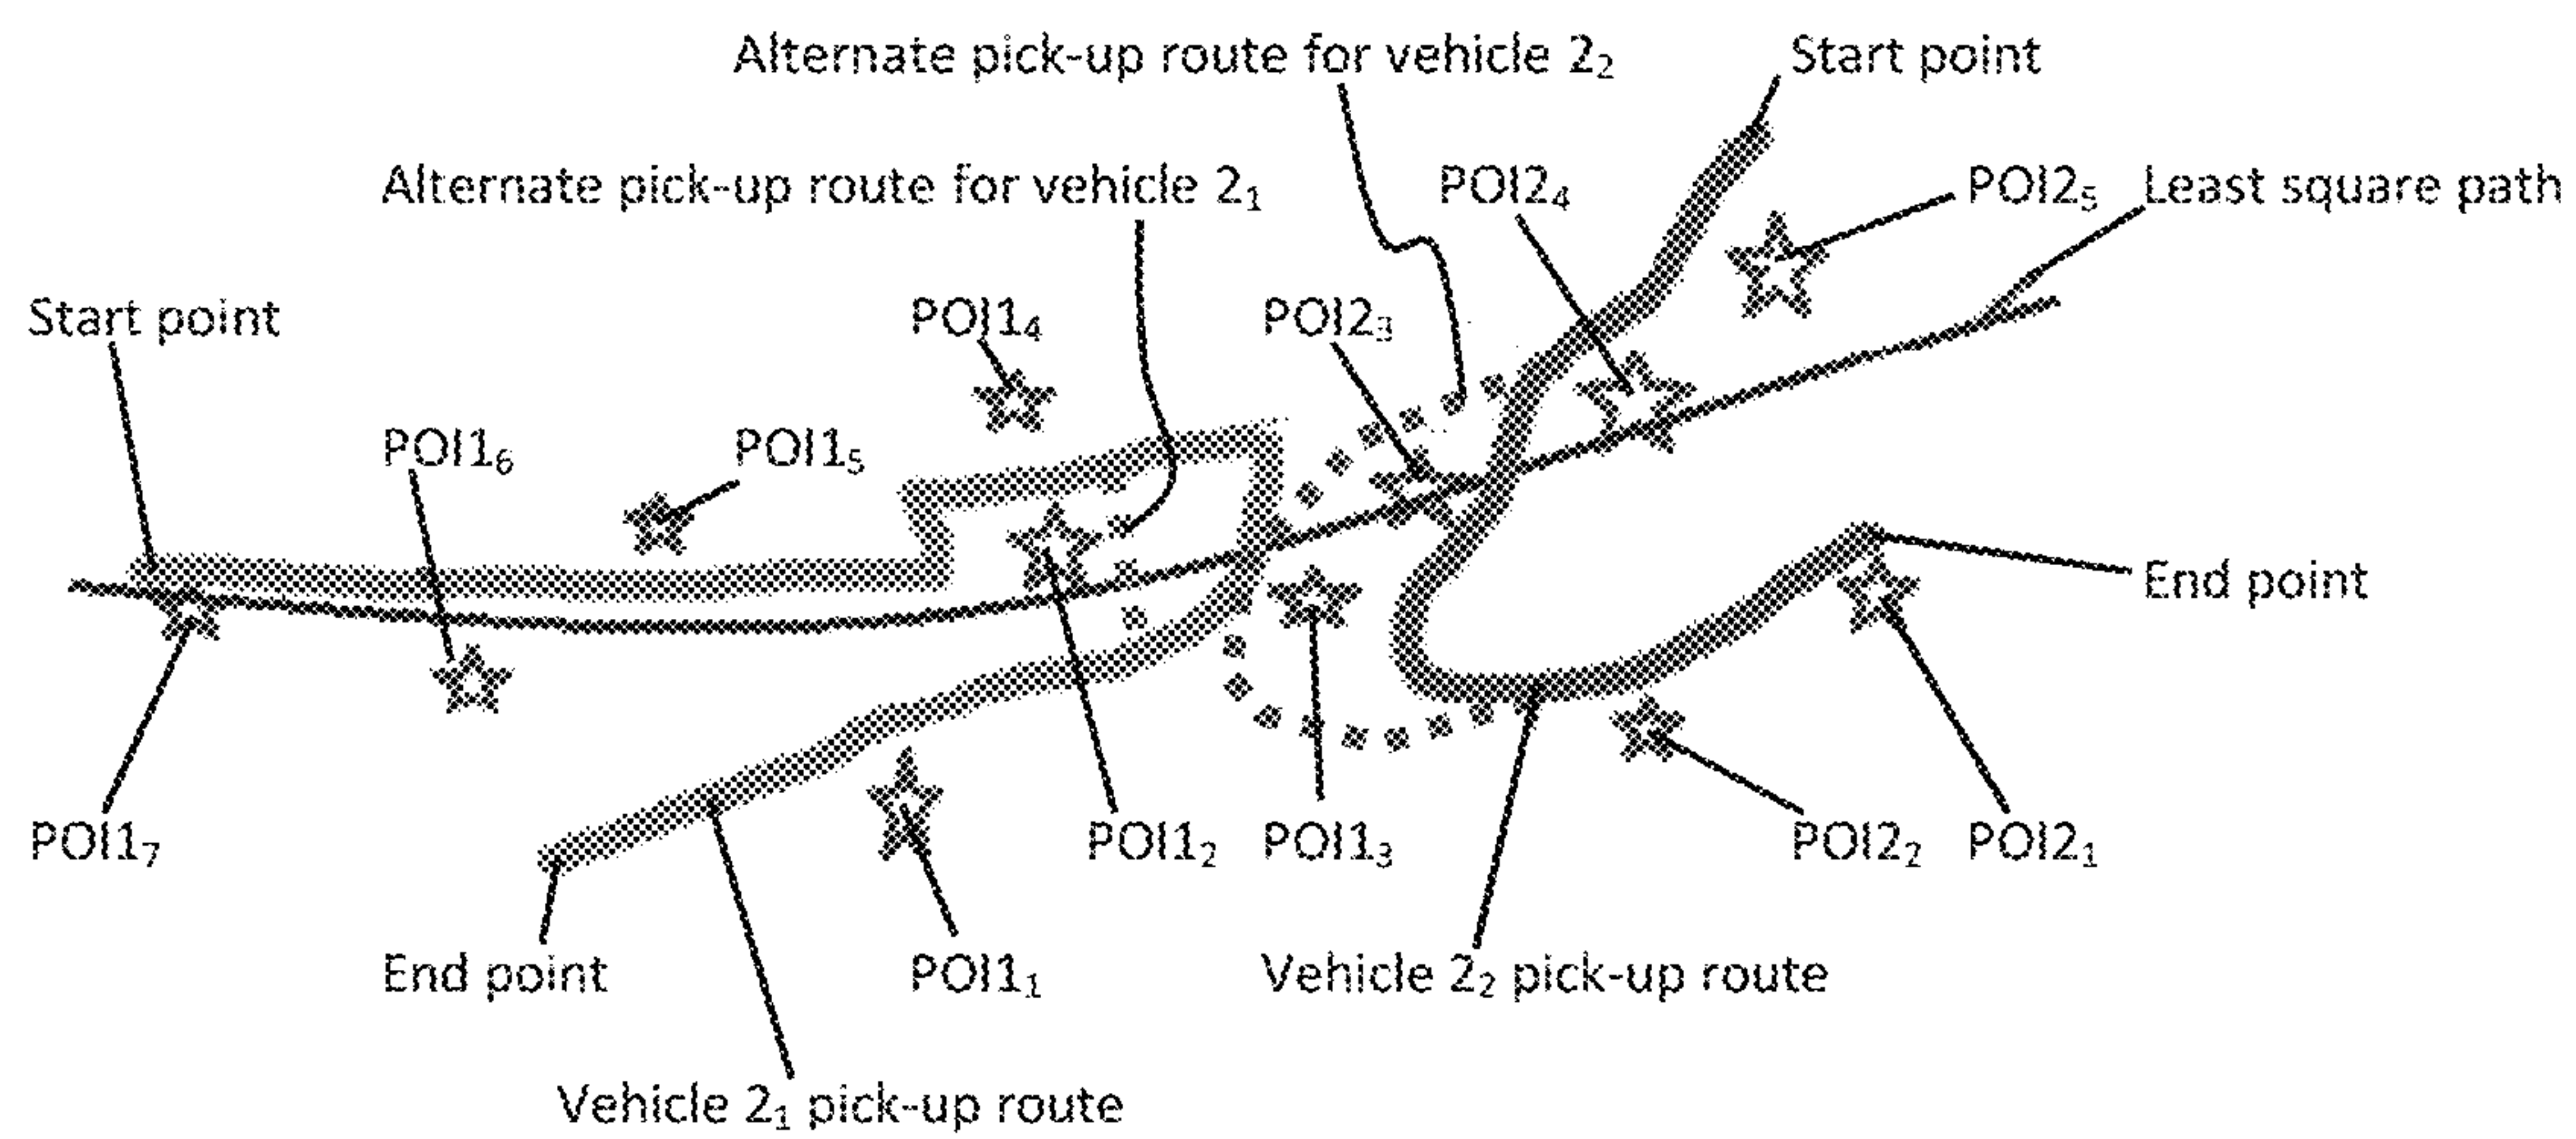 Alternate pick-up route for vehicle 2₂
Start point
Alternate pick-up route for vehicle 2₁
POI2₄
POI2₅
Least square path
Start point
POI1₄
POI2₃
POI1₆
POI1₅
End point
POI1₇
POI1₂
POI1₃
POI2₂
POI2₁
End point
POI1₁
Vehicle 2₂ pick-up route
Vehicle 2₁ pick-up route